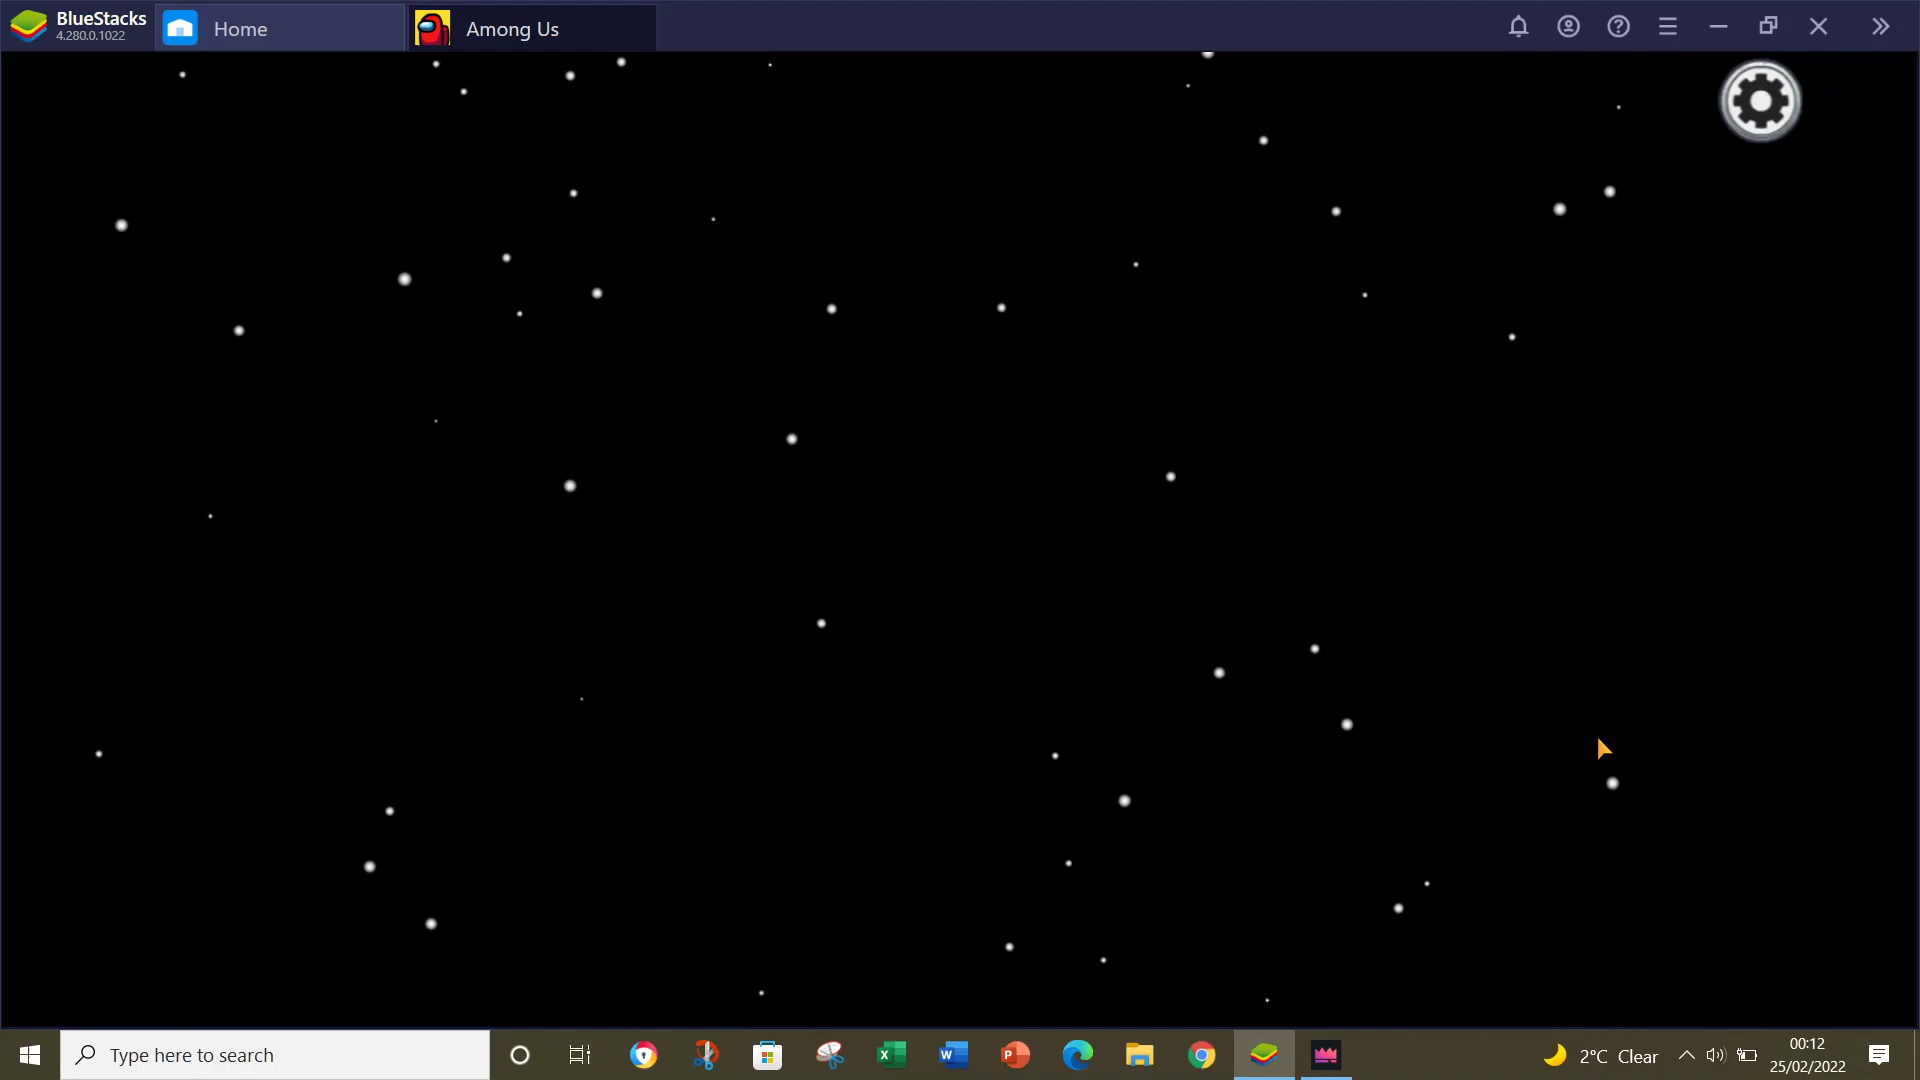 BlueStacks
4.280.0.1022
Home
Among Us
Type here to search
2°C Clear
00:12
25/02/2022